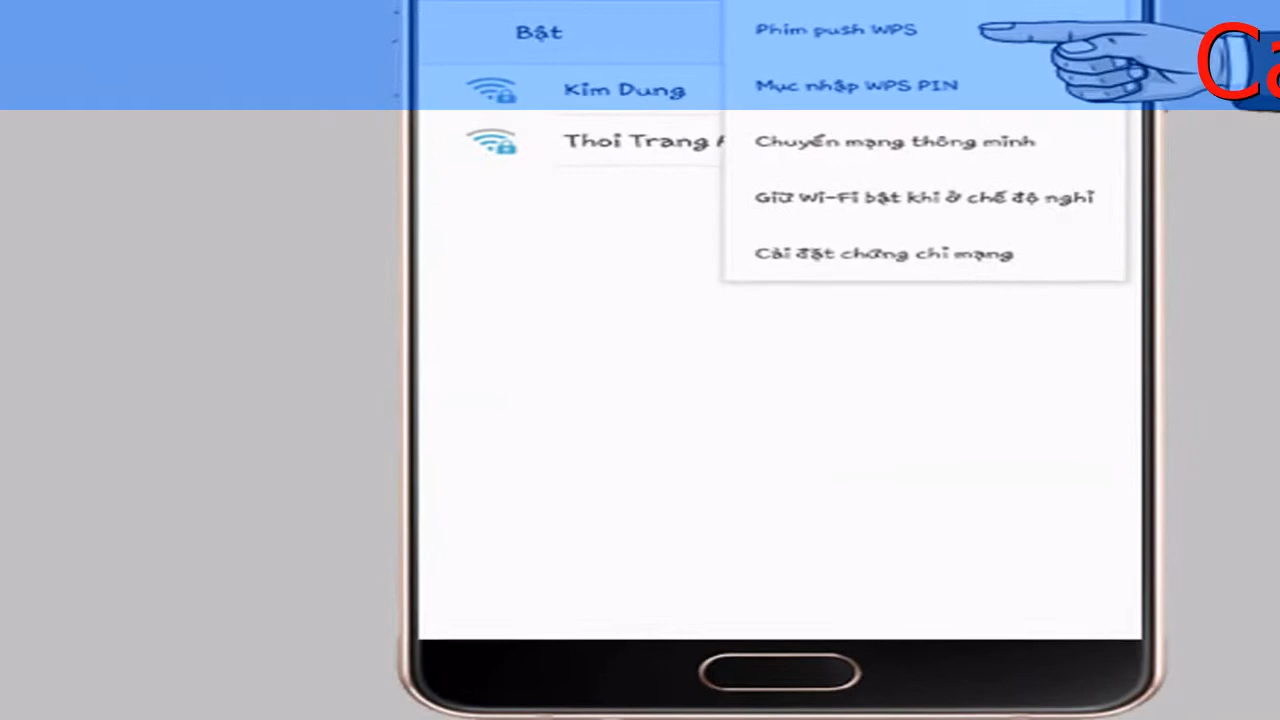 Bật
Phím push WPS
Kim Dung
Mục nhập WPS PIN
Thoi Trang
Chuyển mạng thông minh
Giữ Wi-Fi bật khi ở chế độ nghỉ
Cài đặt chứng chỉ mạng